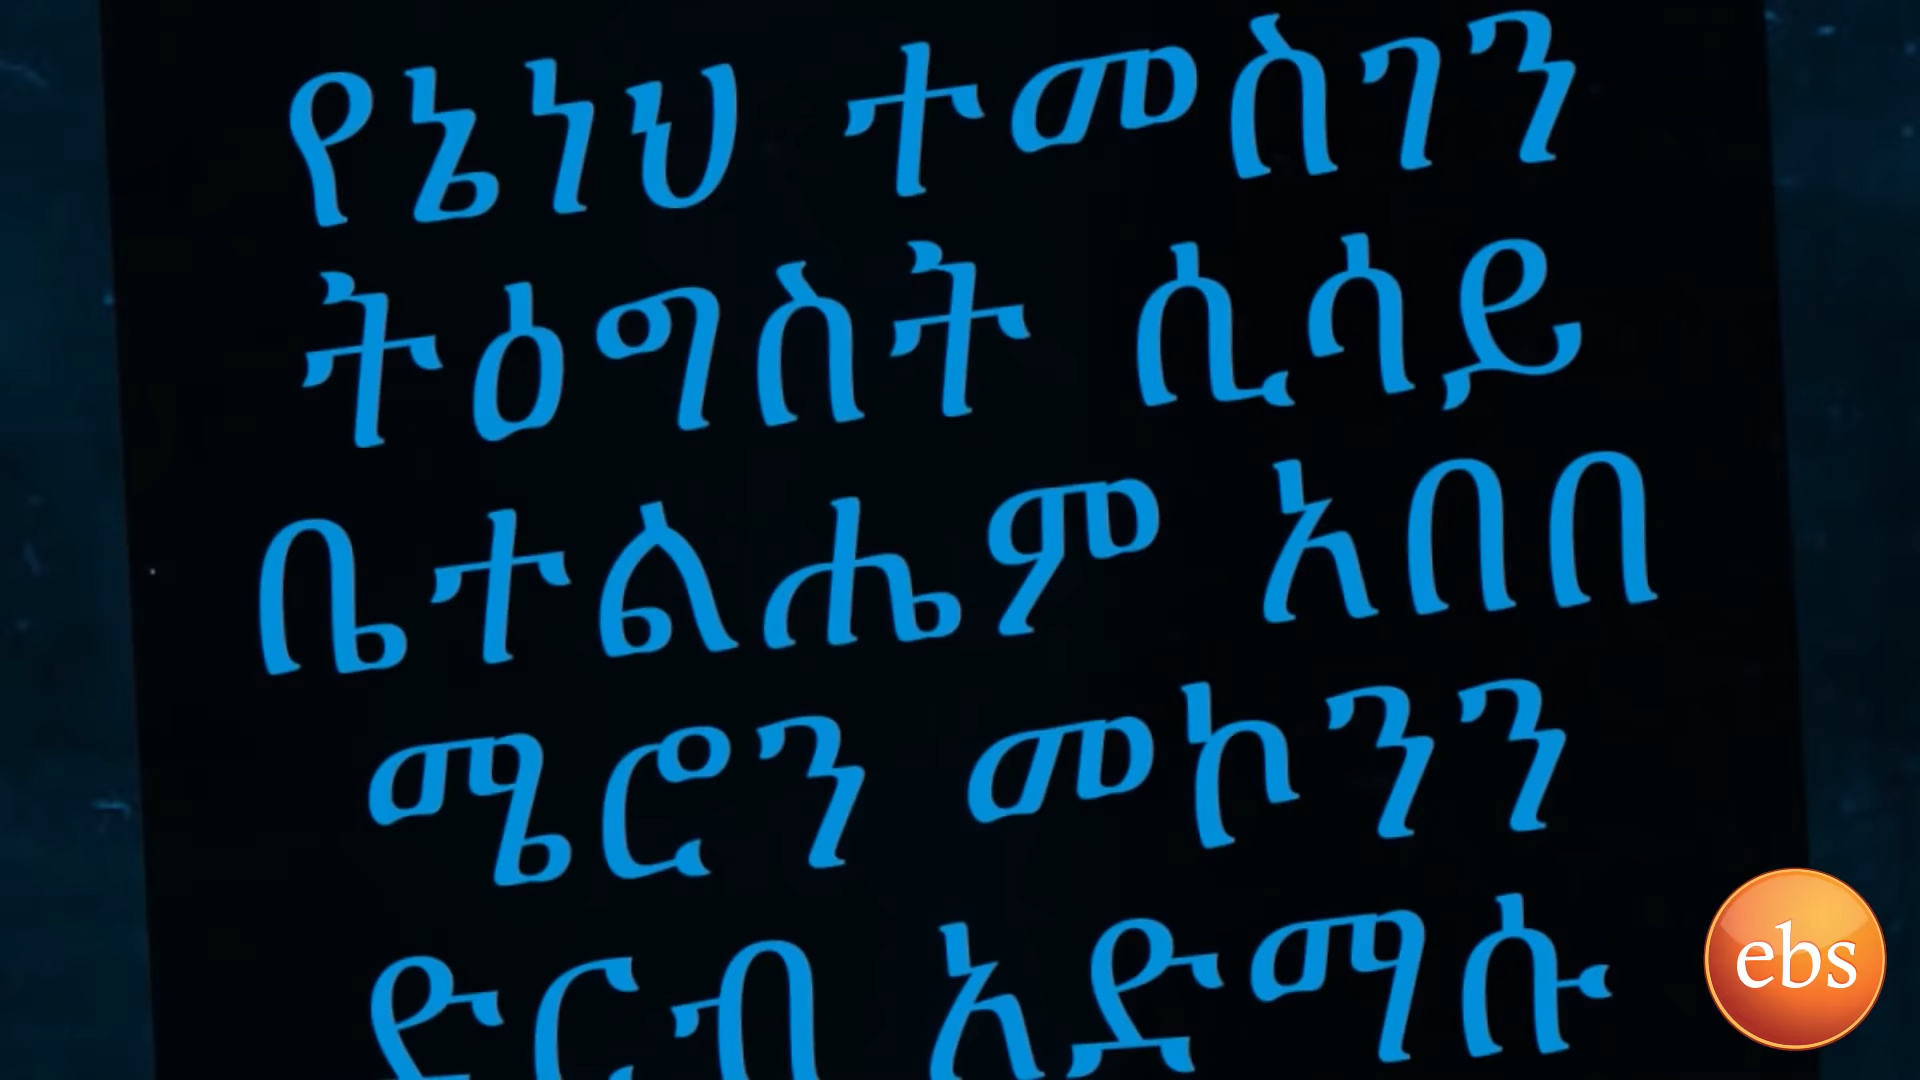 የኔነህ ተመስገን
ትዕግስት ሲሳይ
ቤተልሔም አበበ
ሜሮን መኮንን
ድርብ አድማሱ
ebs